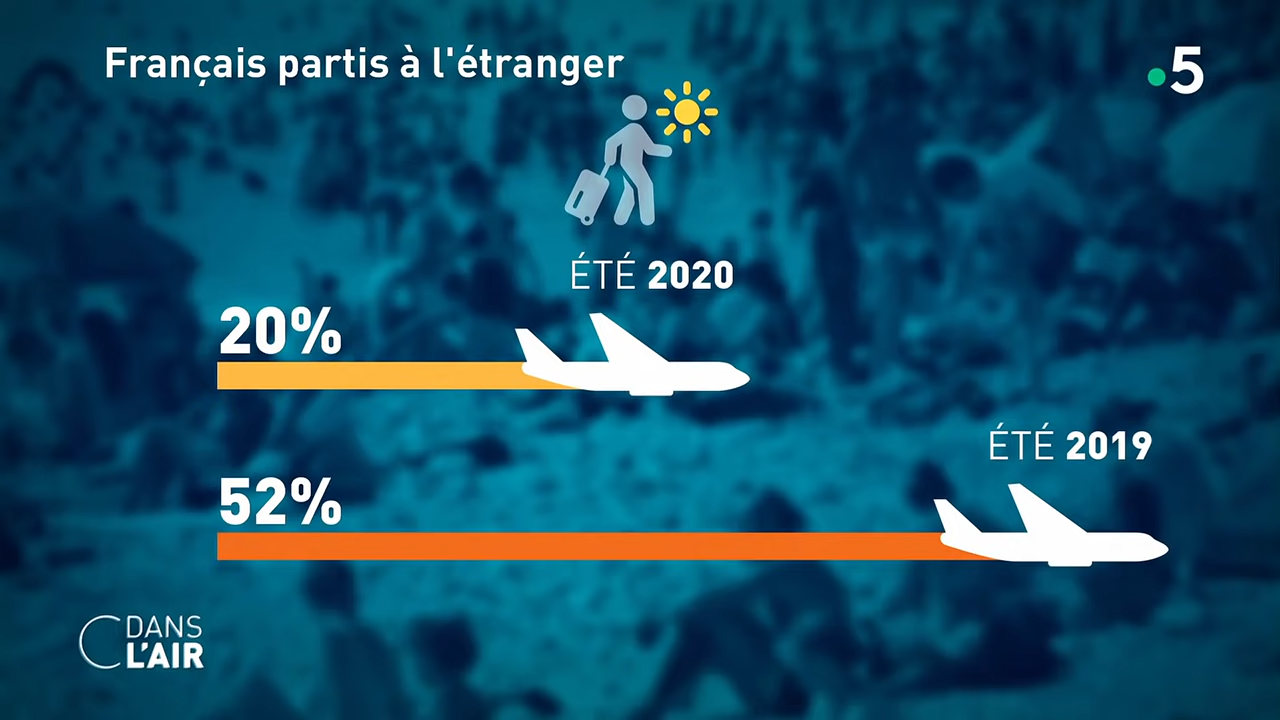 Français partis à l'étranger
5
ÉTÉ 2020
20%
ÉTÉ 2019
52%
C DANS
L'AIR